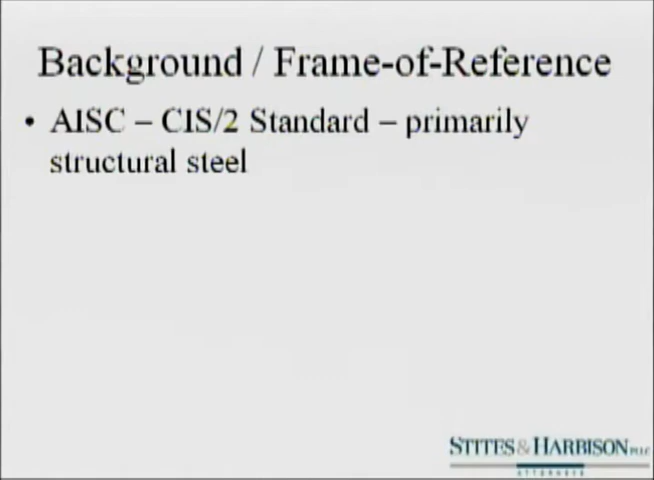 Background / Frame-of-Reference
• AISC – CIS/2 Standard – primarily
structural steel
STITES & HARBISON PLLC
ATTORNEYS